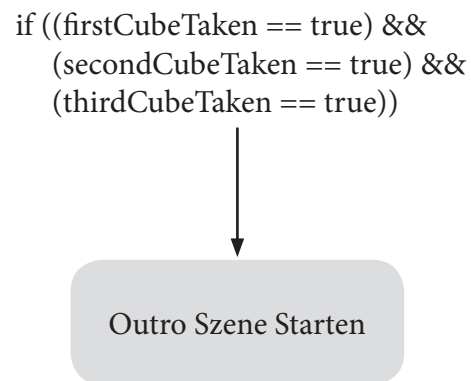 if ((firstCubeTaken == true) &&
(secondCubeTaken == true) &&
(thirdCubeTaken == true))
Outro Szene Starten